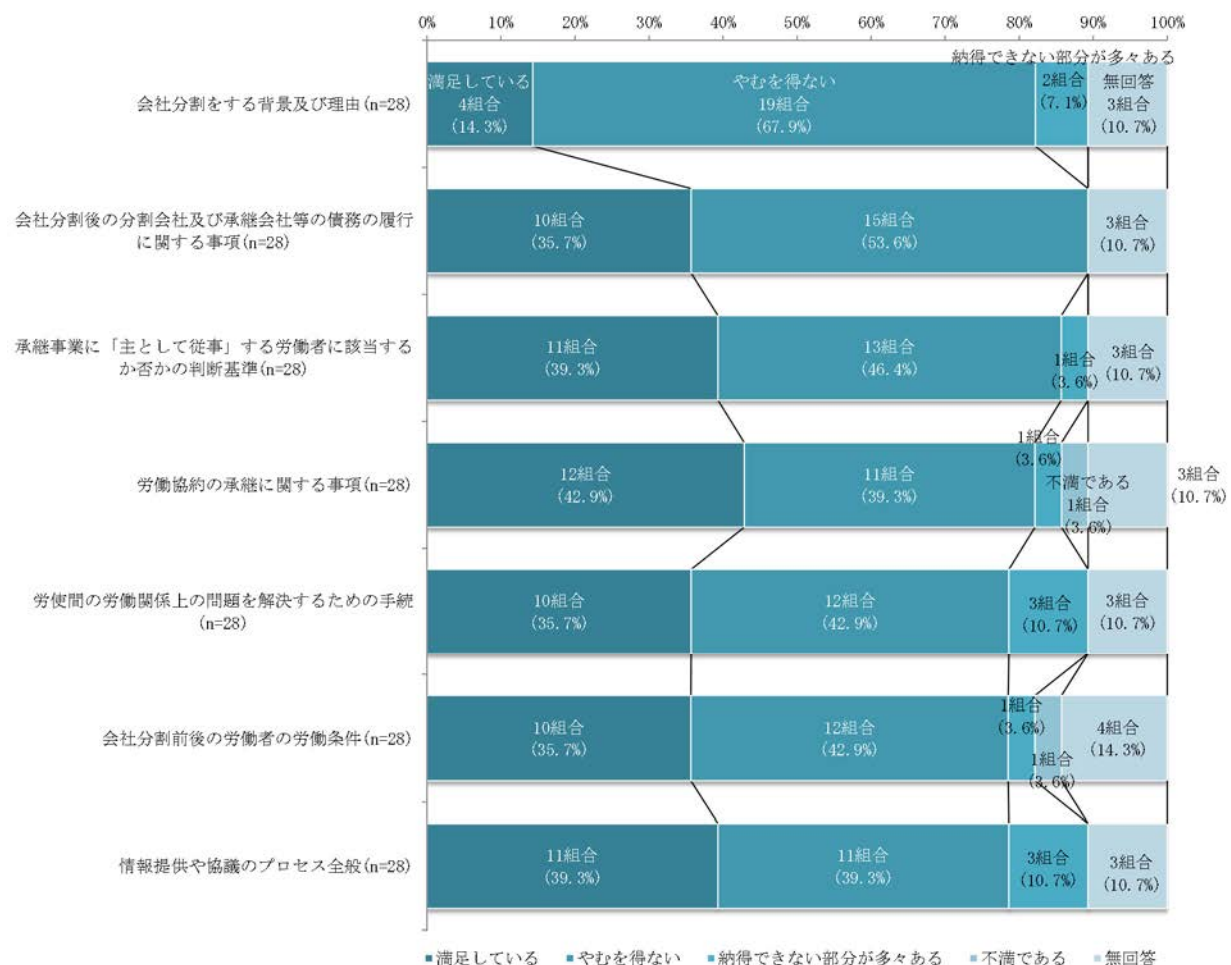 0% 10% 20% 30% 40% 50% 60% 70% 80% 90% 100%
会社分割をする背景及び理由(n=28)
満足している
4組合
(14.3%)
やむを得ない
19組合
(67.9%)
納得できない部分が多々ある
2組合
(7.1%)
無回答
3組合
(10.7%)
会社分割後の分割会社及び承継会社等の債務の履行
に関する事項(n=28)
10組合
(35.7%)
15組合
(53.6%)
3組合
(10.7%)
承継事業に「主として従事」する労働者に該当する
か否かの判断基準(n=28)
11組合
(39.3%)
13組合
(46.4%)
1組合
(3.6%)
3組合
(10.7%)
労働協約の承継に関する事項(n=28)
12組合
(42.9%)
11組合
(39.3%)
1組合
(3.6%)
不満である
1組合
(3.6%)
3組合
(10.7%)
労使間の労働関係上の問題を解決するための手続
(n=28)
10組合
(35.7%)
12組合
(42.9%)
3組合
(10.7%)
3組合
(10.7%)
会社分割前後の労働者の労働条件(n=28)
10組合
(35.7%)
12組合
(42.9%)
1組合
(3.6%)
1組合
(3.6%)
4組合
(14.3%)
情報提供や協議のプロセス全般(n=28)
11組合
(39.3%)
11組合
(39.3%)
3組合
(10.7%)
3組合
(10.7%)
満足している やむを得ない 納得できない部分が多々ある 不満である 無回答